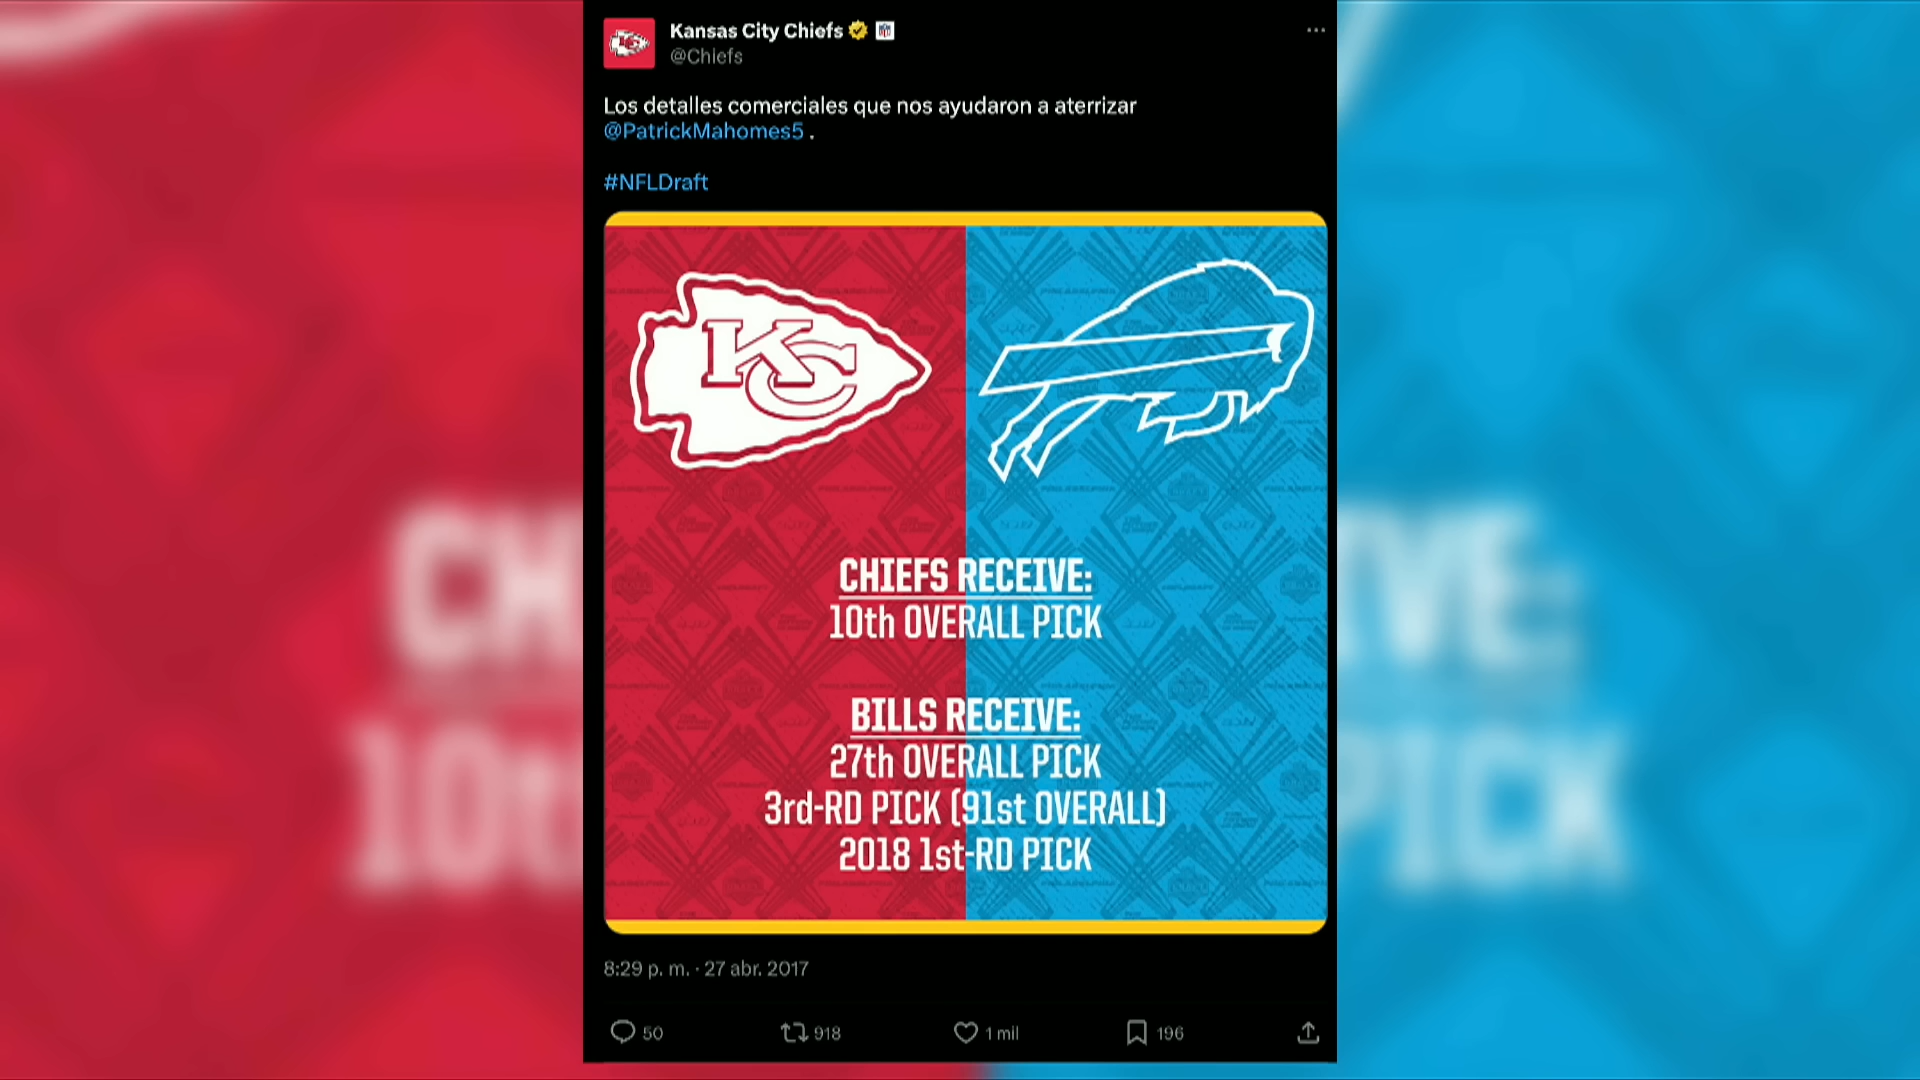 Kansas City Chiefs
@Chiefs
Los detalles comerciales que nos ayudaron a aterrizar
@PatrickMahomes5 .
#NFLDraft
KC
CHIEFS RECEIVE:
10th OVERALL PICK
BILLS RECEIVE:
27th OVERALL PICK
3rd-RD PICK (91st OVERALL)
2018 1st-RD PICK
8:29 p. m. · 27 abr. 2017
50
918
1 mil
196